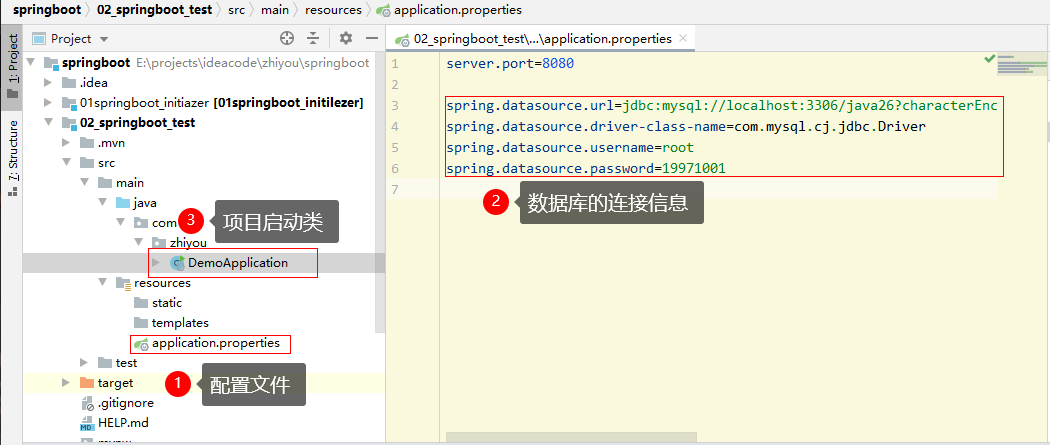 springboot 02_springboot_test src main resources application.properties
1: Project
7: Structure
Project
02_springboot_test\...\application.properties
springboot E:\projects\ideacode\zhiyou\springboot
.idea
01springboot_initiazer [01springboot_initilezer]
02_springboot_test
.mvn
src
main
java
com
zhiyou
DemoApplication
resources
static
templates
application.properties
test
target
.gitignore
HELP.md
3 项目启动类
1 配置文件
1 server.port=8080
2
3 spring.datasource.url=jdbc:mysql://localhost:3306/java26?characterEnc
4 spring.datasource.driver-class-name=com.mysql.cj.jdbc.Driver
5 spring.datasource.username=root
6 spring.datasource.password=19971001
7
2 数据库的连接信息